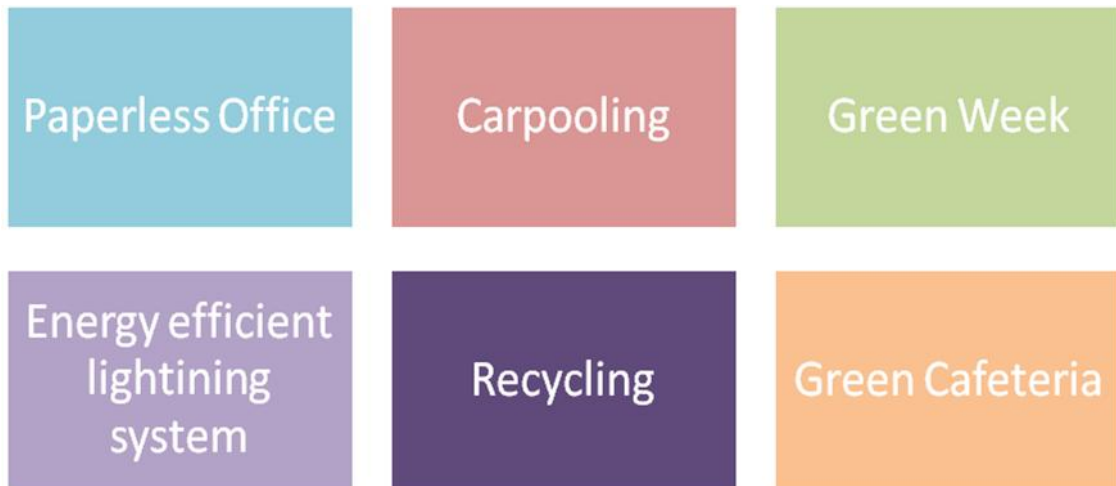 Paperless Office
Carpooling
Green Week
Energy efficient
lightining
system
Recycling
Green Cafeteria